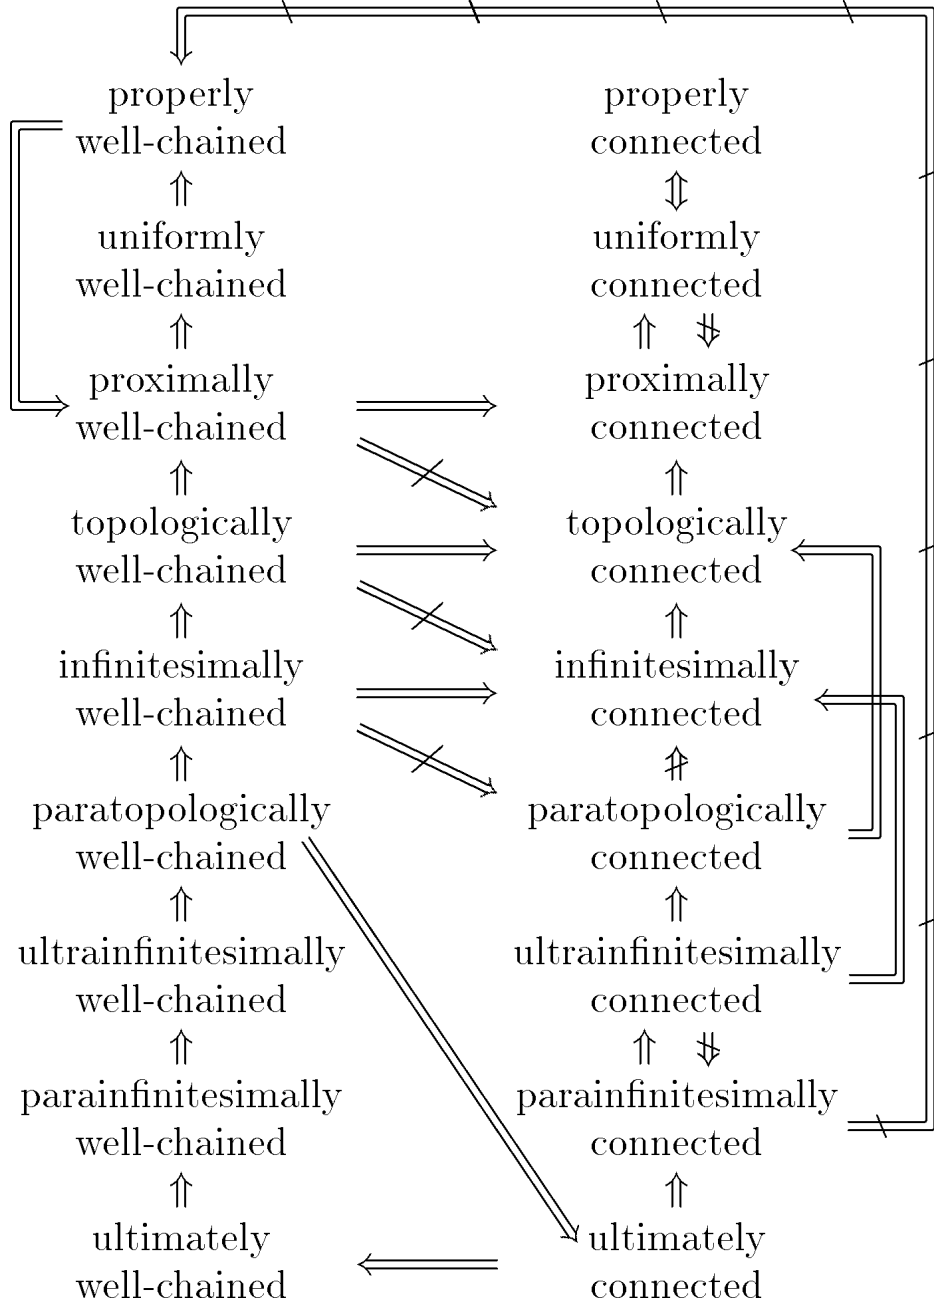 properly
well-chained
properly
connected
uniformly
well-chained
uniformly
connected
proximally
well-chained
proximally
connected
topologically
well-chained
topologically
connected
infinitesimally
well-chained
infinitesimally
connected
paratopologically
well-chained
paratopologically
connected
ultrainfinitesimally
well-chained
ultrainfinitesimally
connected
parainfinitesimally
well-chained
parainfinitesimally
connected
ultimately
well-chained
ultimately
connected